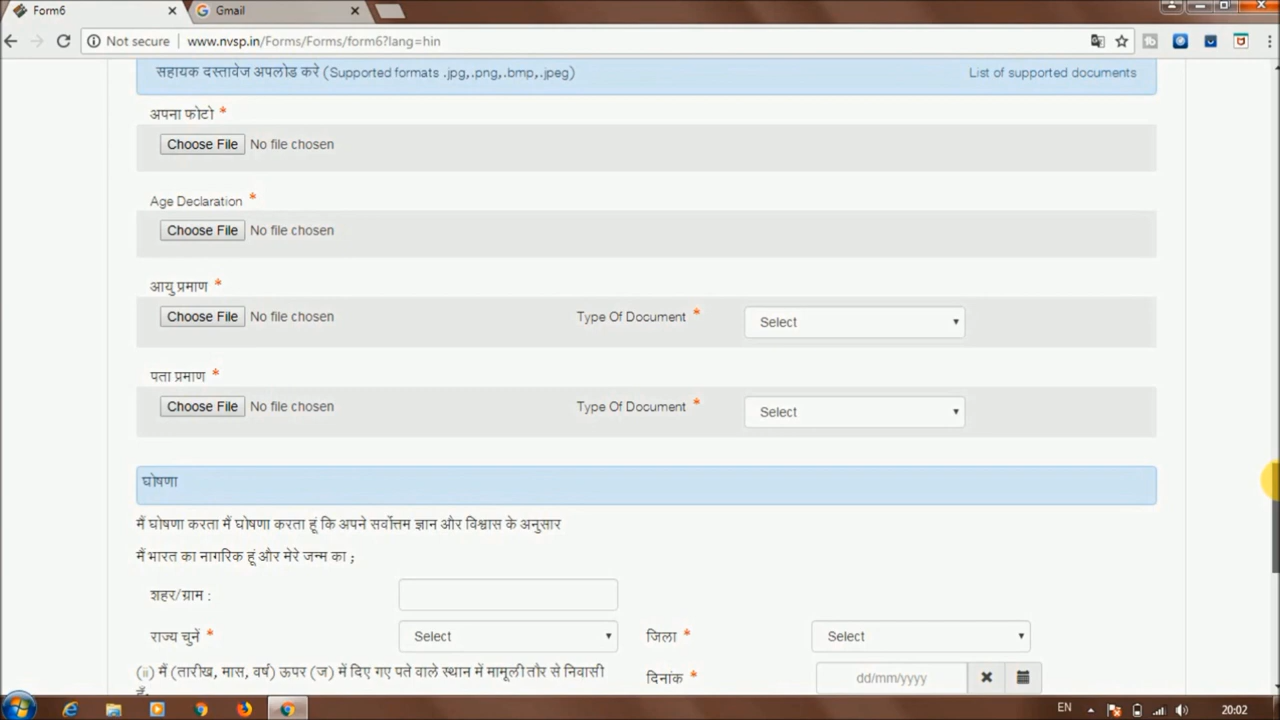 Form6
Gmail
Not secure
www.nvsp.in/Forms/Forms/form6?lang=hin
सहायक दस्तावेज अपलोड करे (Supported formats .jpg,.png,.bmp,.jpeg)
List of supported documents
अपना फोटो *
Choose File No file chosen
Age Declaration *
Choose File No file chosen
आयु प्रमाण *
Choose File No file chosen Type Of Document * Select
पता प्रमाण *
Choose File No file chosen Type Of Document * Select
घोषणा
मैं घोषणा करता मैं घोषणा करता हूं कि अपने सर्वोत्तम ज्ञान और विश्वास के अनुसार
मैं भारत का नागरिक हूं और मेरे जन्म का ;
शहर/ग्राम :
राज्य चुनें * Select जिला * Select
(ii) मैं (तारीख, मास, वर्ष) ऊपर (ज) में दिए गए पते वाले स्थान में मामूली तौर से निवासी
दिनांक * dd/mm/yyyy
EN 20:02